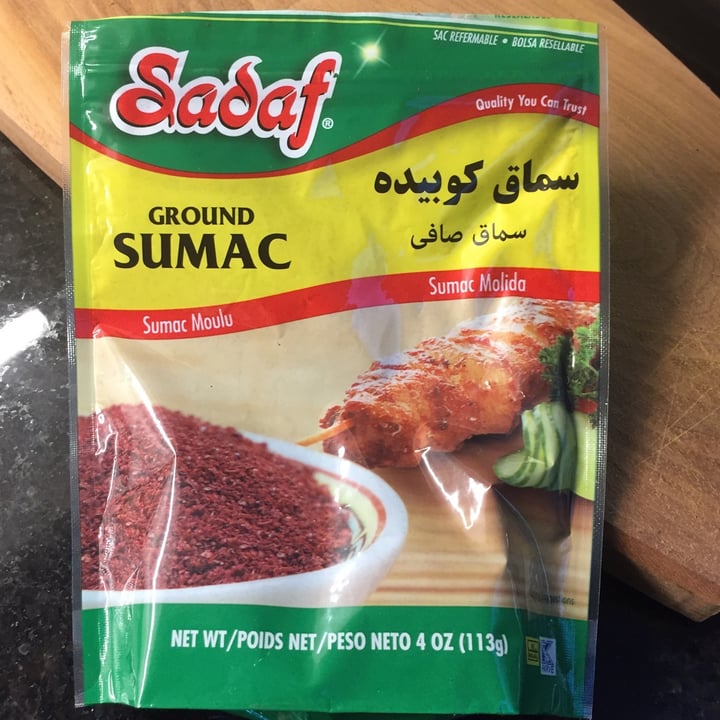 SAC REFERMABLE • BOLSA RESELLABLE
Sadaf®
Quality You Can Trust
سماق کوبیده
سماق صافی
GROUND
SUMAC
Sumac Moulu
Sumac Molida
NET WT/POIDS NET/PESO NETO 4 OZ (113g)